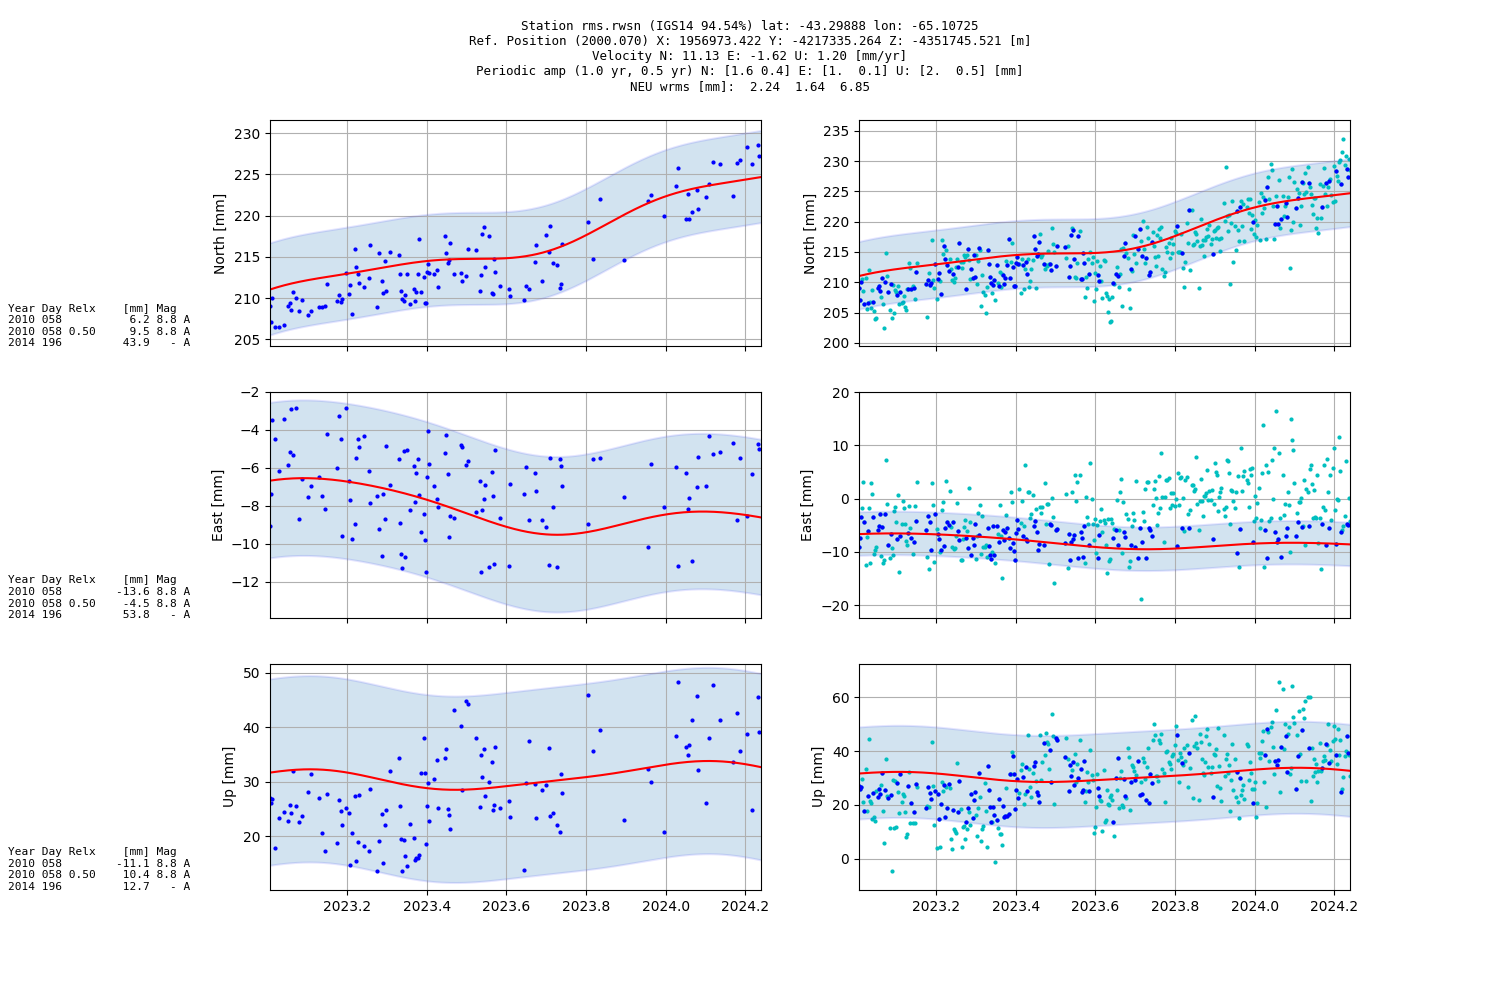 Station rms.rwsn (IGS14 94.54%) lat: -43.29888 lon: -65.10725
Ref. Position (2000.070) X: 1956973.422 Y: -4217335.264 Z: -4351745.521 [m]
Velocity N: 11.13 E: -1.62 U: 1.20 [mm/yr]
Periodic amp (1.0 yr, 0.5 yr) N: [1.6 0.4] E: [1.  0.1] U: [2.  0.5] [mm]
NEU wrms [mm]:  2.24  1.64  6.85
Year Day Relx    [mm] Mag
2010 058          6.2 8.8 A
2010 058 0.50     9.5 8.8 A
2014 196         43.9   - A
North [mm]
230
225
220
215
210
205
North [mm]
235
230
225
220
215
210
205
200
Year Day Relx    [mm] Mag
2010 058        -13.6 8.8 A
2010 058 0.50    -4.5 8.8 A
2014 196         53.8   - A
East [mm]
−2
−4
−6
−8
−10
−12
East [mm]
20
10
0
−10
−20
Year Day Relx    [mm] Mag
2010 058        -11.1 8.8 A
2010 058 0.50    10.4 8.8 A
2014 196         12.7   - A
Up [mm]
50
40
30
20
2023.2 2023.4 2023.6 2023.8 2024.0 2024.2
Up [mm]
60
40
20
0
2023.2 2023.4 2023.6 2023.8 2024.0 2024.2